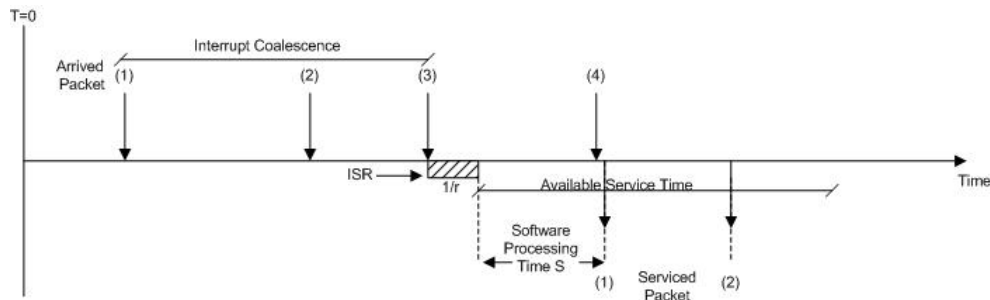 T=0
Interrupt Coalescence
Arrived
Packet
(1)
(2)
(3)
(4)
ISR
1/r
Available Service Time
Time
Software
Processing
Time S
(1)
Serviced
Packet
(2)